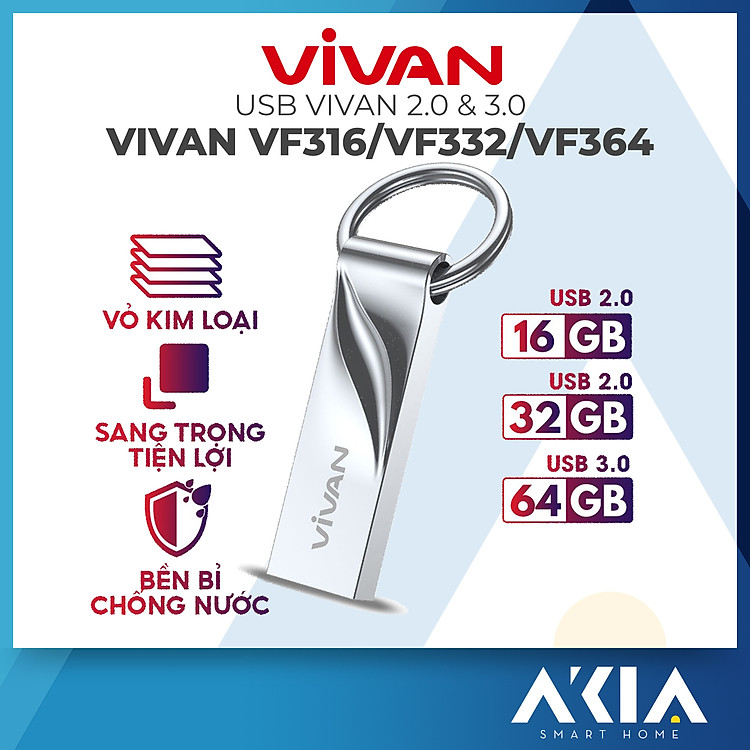 ViVAN
USB VIVAN 2.0 & 3.0
VIVAN VF316/VF332/VF364
VỎ KIM LOẠI
SANG TRỌNG
TIỆN LỢI
BỀN BỈ
CHỐNG NƯỚC
ViVAN
USB 2.0
16 GB
USB 2.0
32 GB
USB 3.0
64 GB
AKIA
SMART HOME